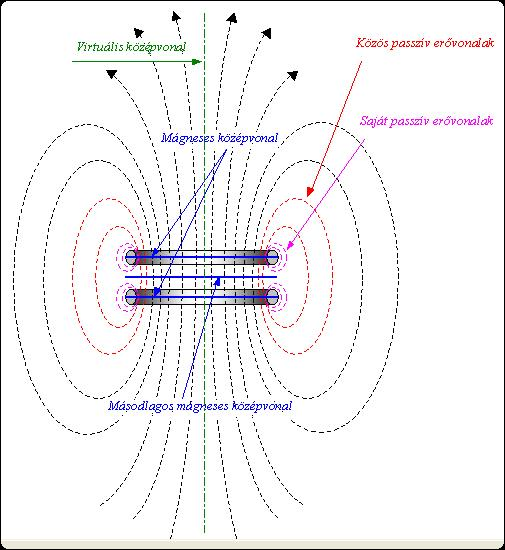 Közös passzív erővonalak
Virtuális középvonal
Saját passzív erővonalak
Mágneses középvonal
Másodlagos mágneses középvonal